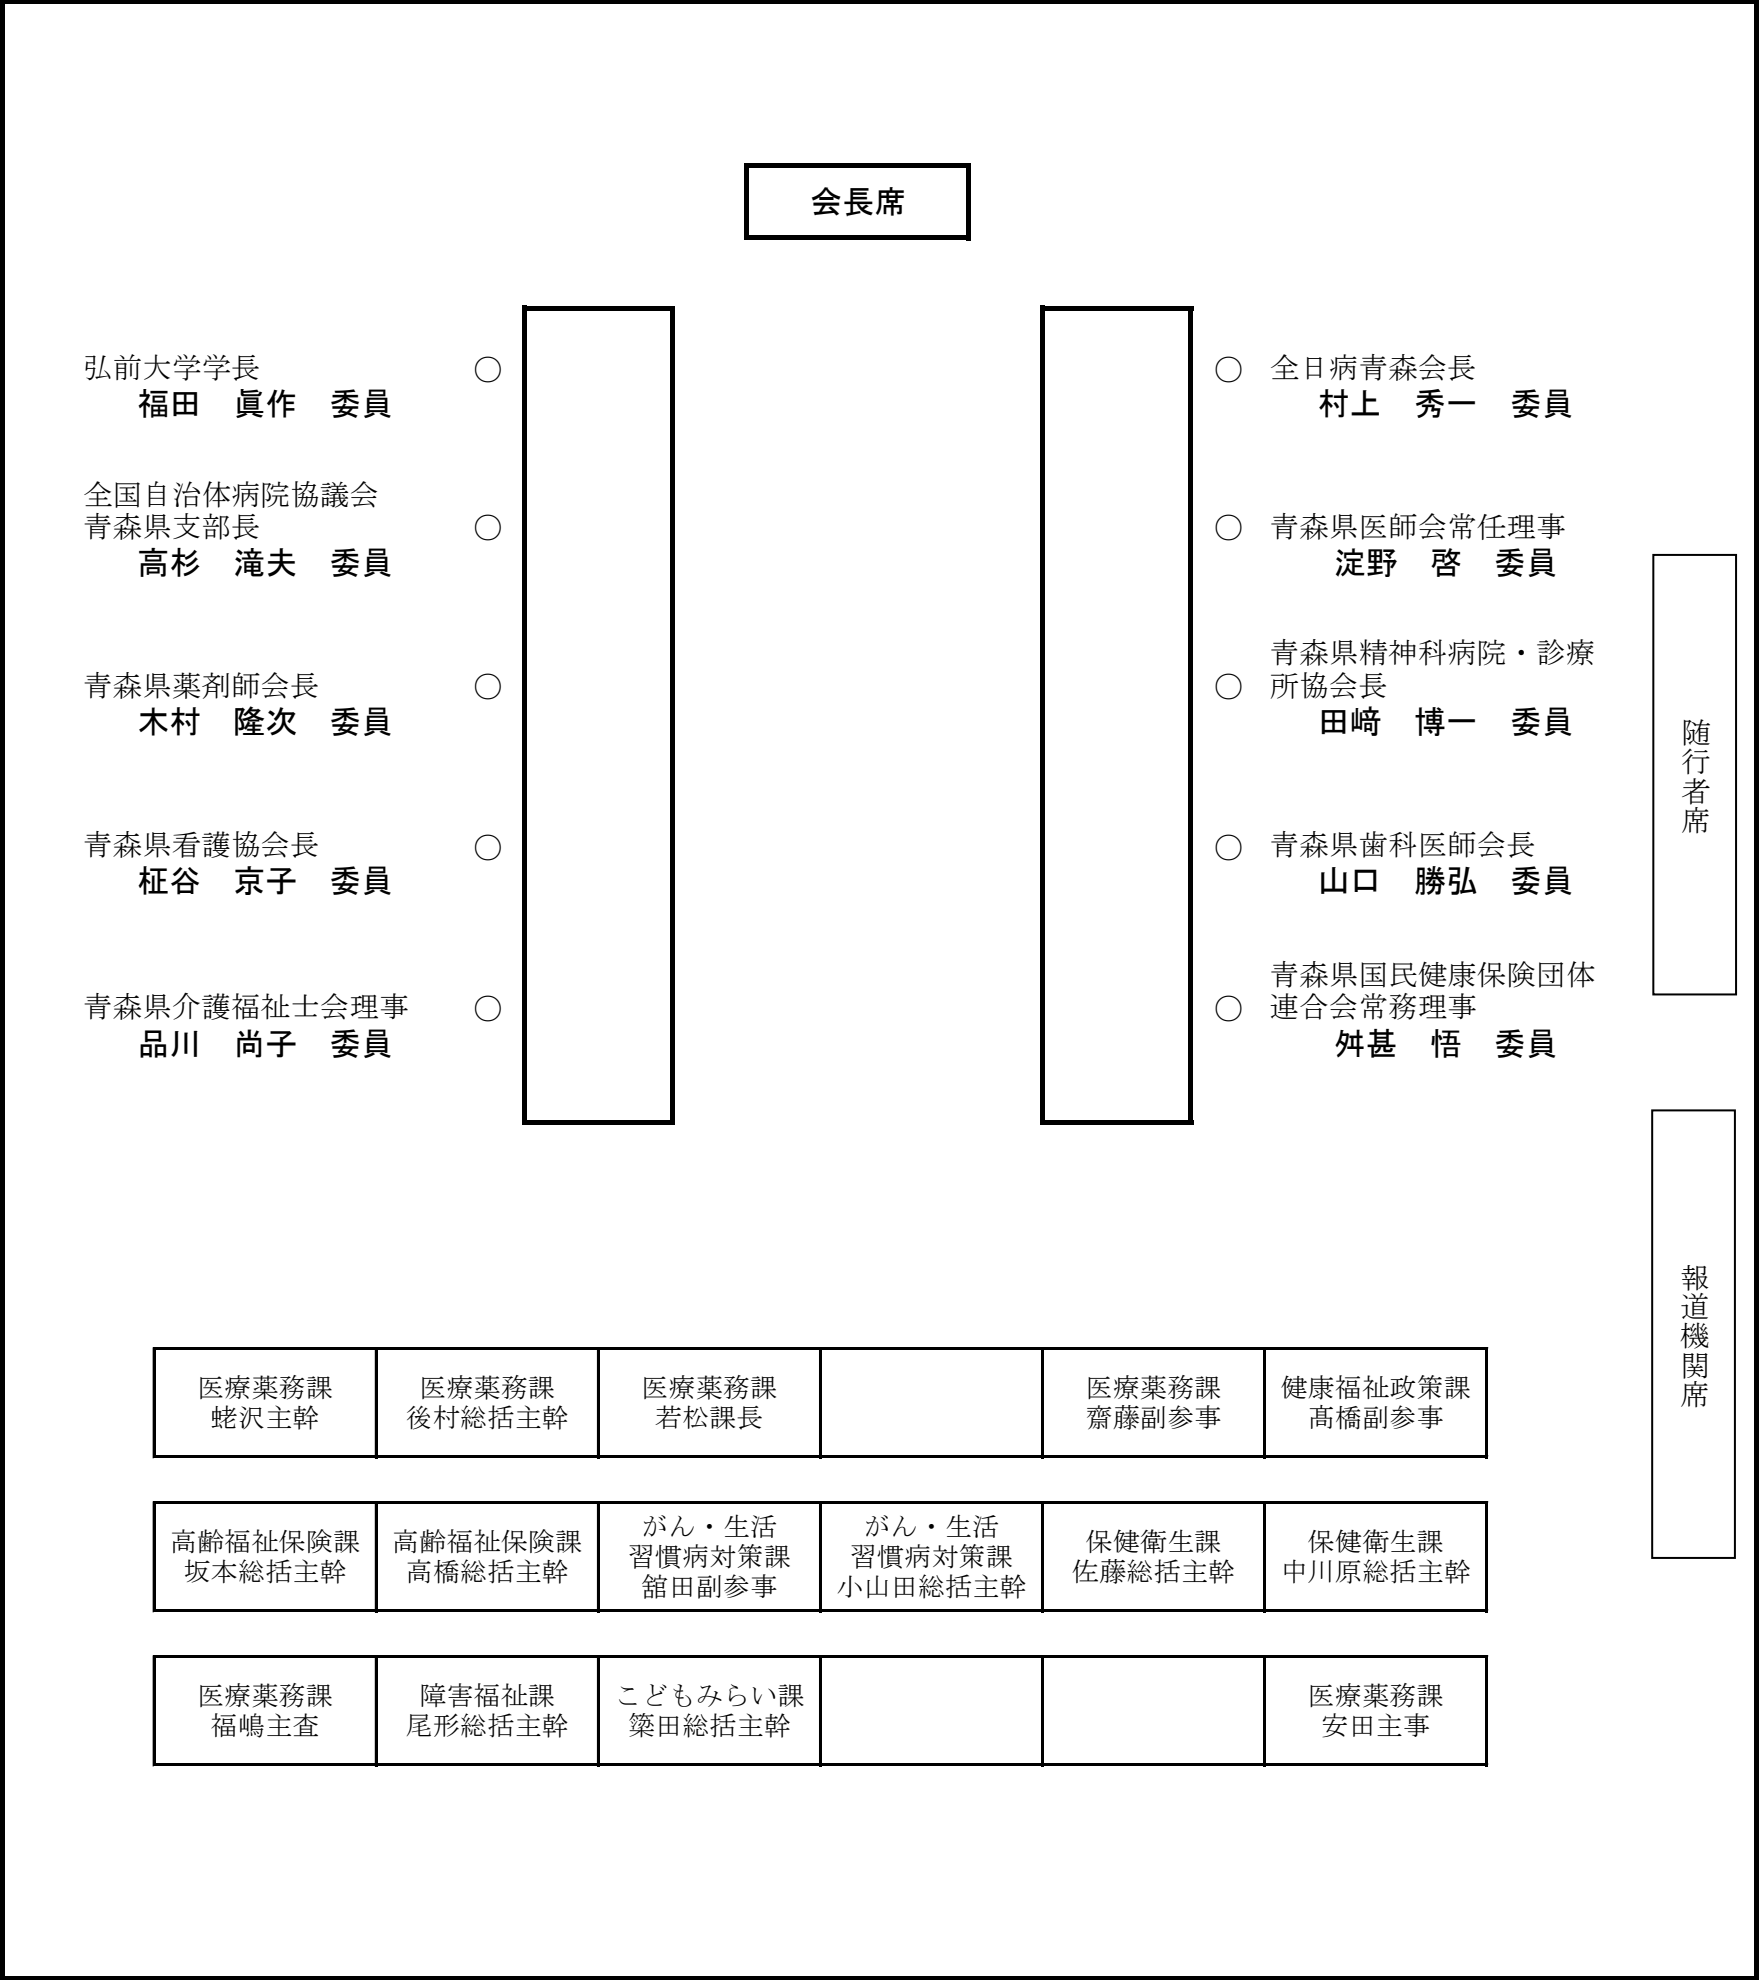 会長席
弘前大学学長
福田　眞作　委員
全国自治体病院協議会
青森県支部長
高杉　滝夫　委員
青森県薬剤師会長
木村　隆次　委員
青森県看護協会長
柾谷　京子　委員
青森県介護福祉士会理事
品川　尚子　委員
全日病青森会長
村上　秀一　委員
青森県医師会常任理事
淀野　啓　委員
青森県精神科病院・診療
所協会長
田﨑　博一　委員
青森県歯科医師会長
山口　勝弘　委員
青森県国民健康保険団体
連合会常務理事
舛甚　悟　委員
随行者席
報道機関席
医療薬務課
蛯沢主幹
医療薬務課
後村総括主幹
医療薬務課
若松課長
医療薬務課
齋藤副参事
健康福祉政策課
髙橋副参事
高齢福祉保険課
坂本総括主幹
高齢福祉保険課
高橋総括主幹
がん・生活
習慣病対策課
舘田副参事
がん・生活
習慣病対策課
小山田総括主幹
保健衛生課
佐藤総括主幹
保健衛生課
中川原総括主幹
医療薬務課
福嶋主査
障害福祉課
尾形総括主幹
こどもみらい課
簗田総括主幹
医療薬務課
安田主事